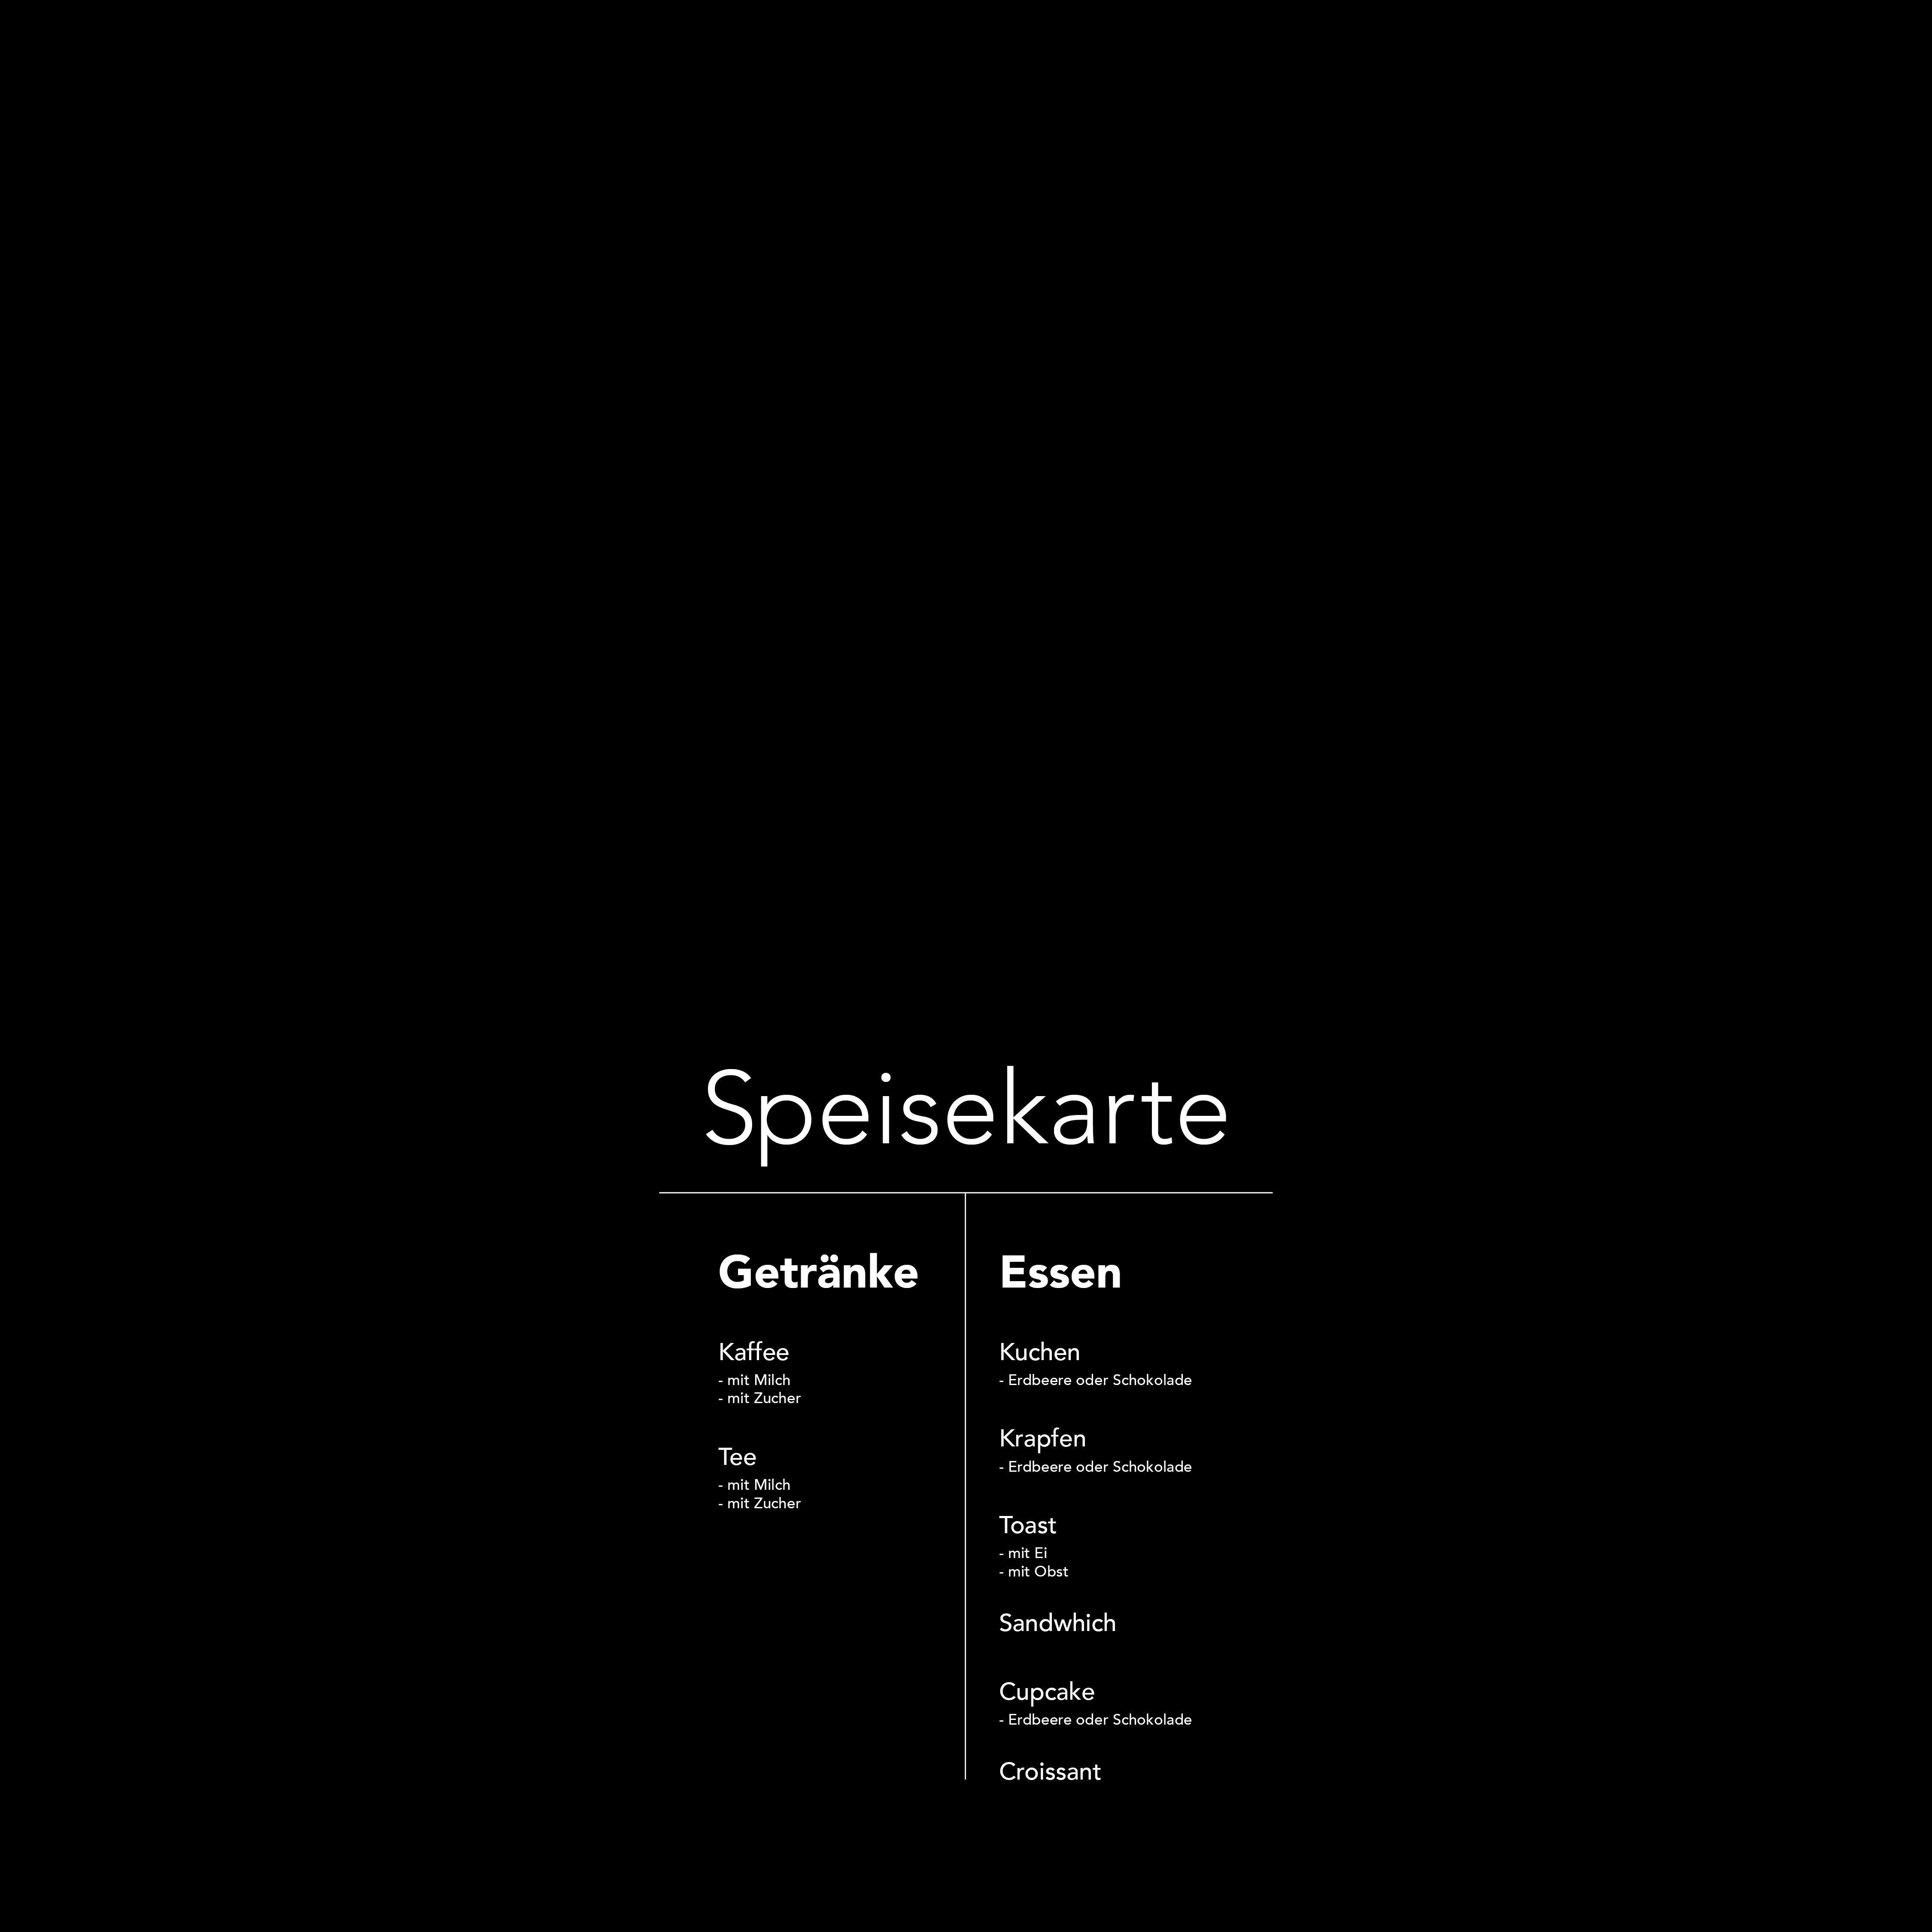 Speisekarte
Getränke
Kaffee
- mit Milch
- mit Zucher
Tee
- mit Milch
- mit Zucher
Essen
Kuchen
- Erdbeere oder Schokolade
Krapfen
- Erdbeere oder Schokolade
Toast
- mit Ei
- mit Obst
Sandwhich
Cupcake
- Erdbeere oder Schokolade
Croissant